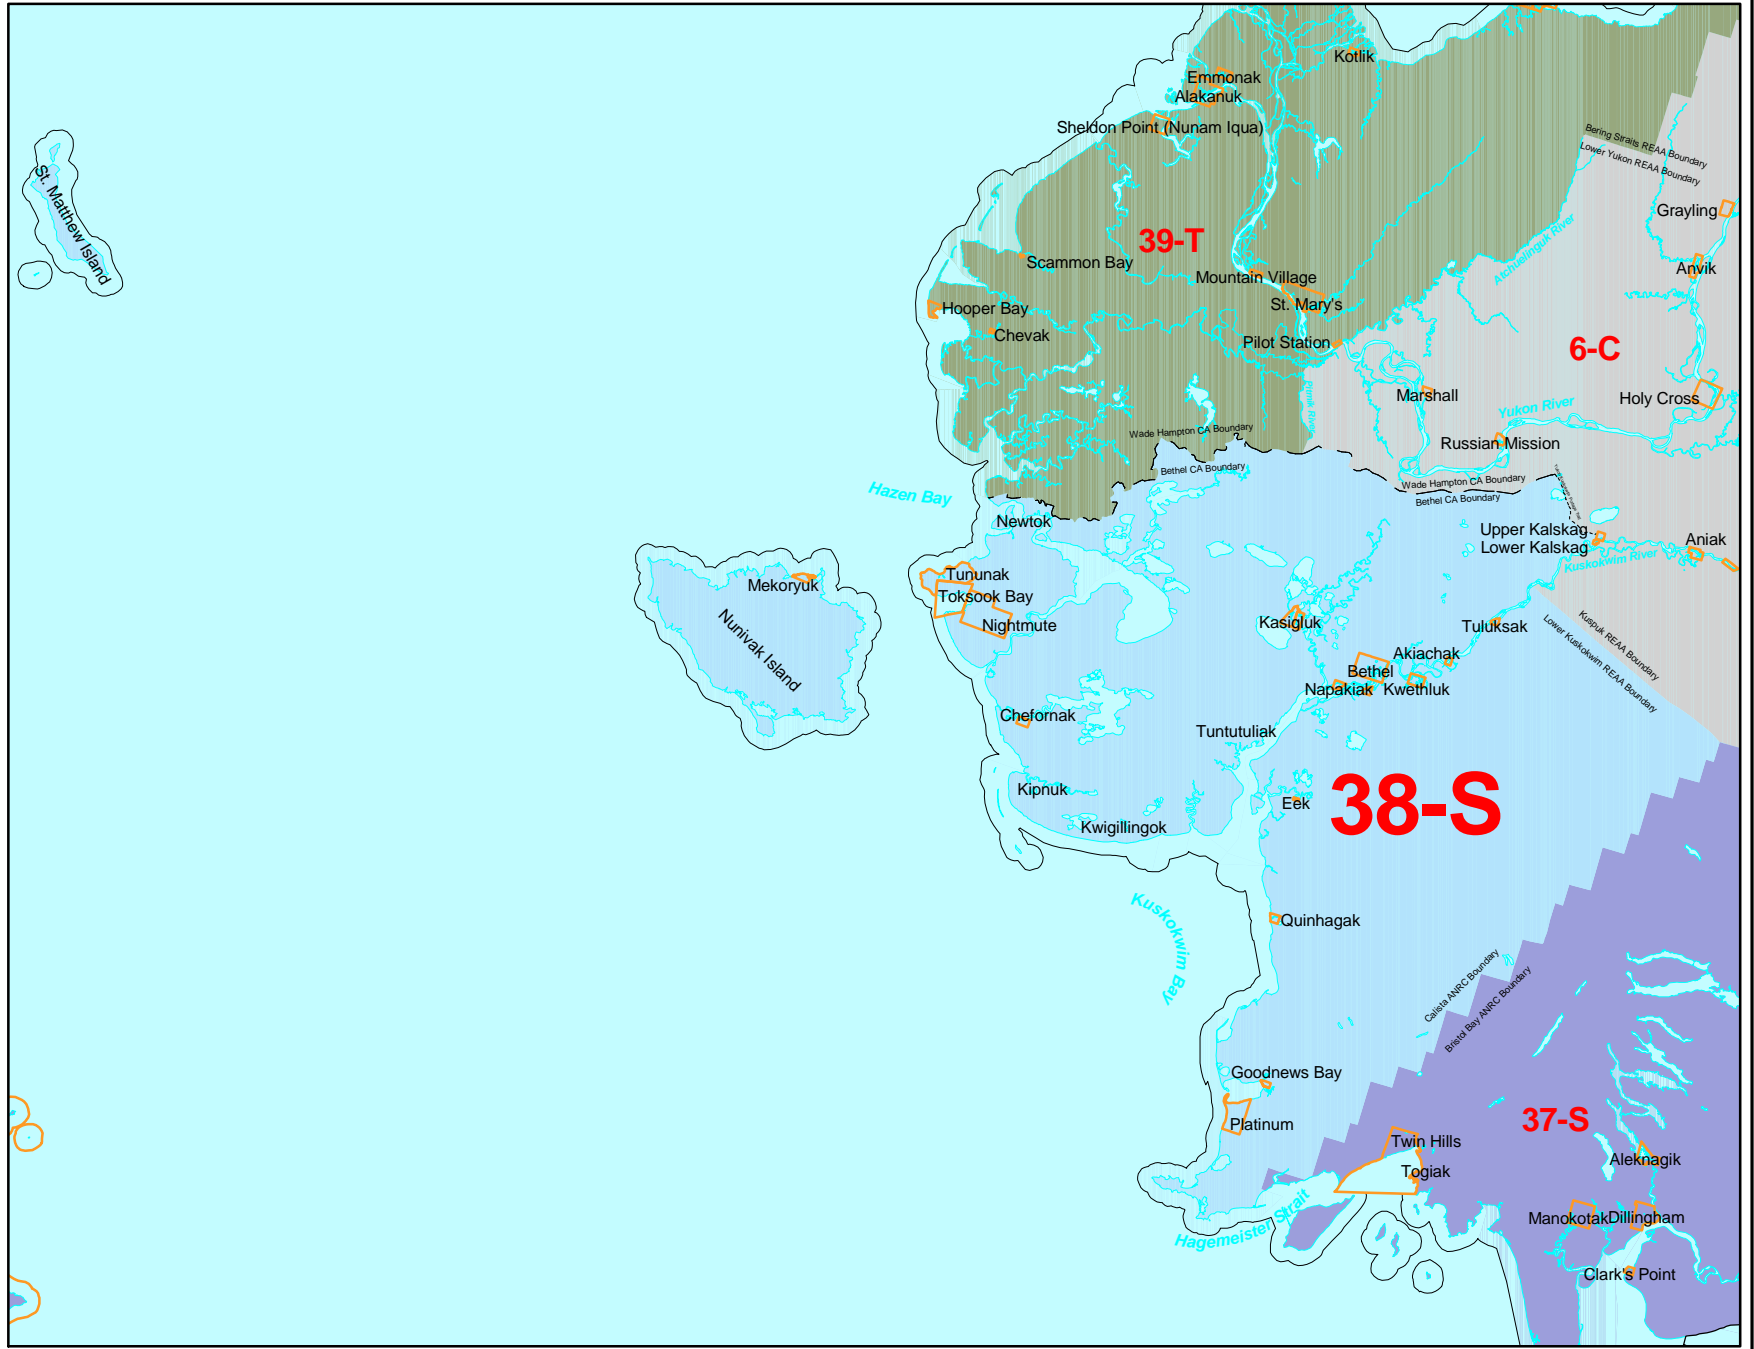 Kotlik
Emmonak
Alakanuk
Sheldon Point (Nunam Iqua)
Bering Straits REAA Boundary
Lower Yukon REAA Boundary
St. Matthew Island
Grayling
39-T
Atchuelinguk River
Scammon Bay
Anvik
Mountain Village
St. Mary's
Hooper Bay
Chevak
Pilot Station
6-C
Marshall
Holy Cross
Yukon River
Wade Hampton CA Boundary
Russian Mission
Bethel CA Boundary
Wade Hampton CA Boundary
Bethel CA Boundary
Hazen Bay
Newtok
Upper Kalskag
Lower Kalskag
Aniak
Kuskokwim River
Tununak
Mekoryuk
Toksook Bay
Nightmute
Nunivak Island
Kasigluk
Tuluksak
Kuspuk REAA Boundary
Lower Kuskokwim REAA Boundary
Akiachak
Bethel
Napakiak
Kwethluk
Chefornak
Tuntutuliak
Kipnuk
38-S
Eek
Kwigillingok
Kuskokwim Bay
Quinhagak
Calista ANRC Boundary
Bristol Bay ANRC Boundary
Goodnews Bay
Platinum
37-S
Twin Hills
Togiak
Aleknagik
Hagemeister Strait
Manokotak
Dillingham
Clark's Point